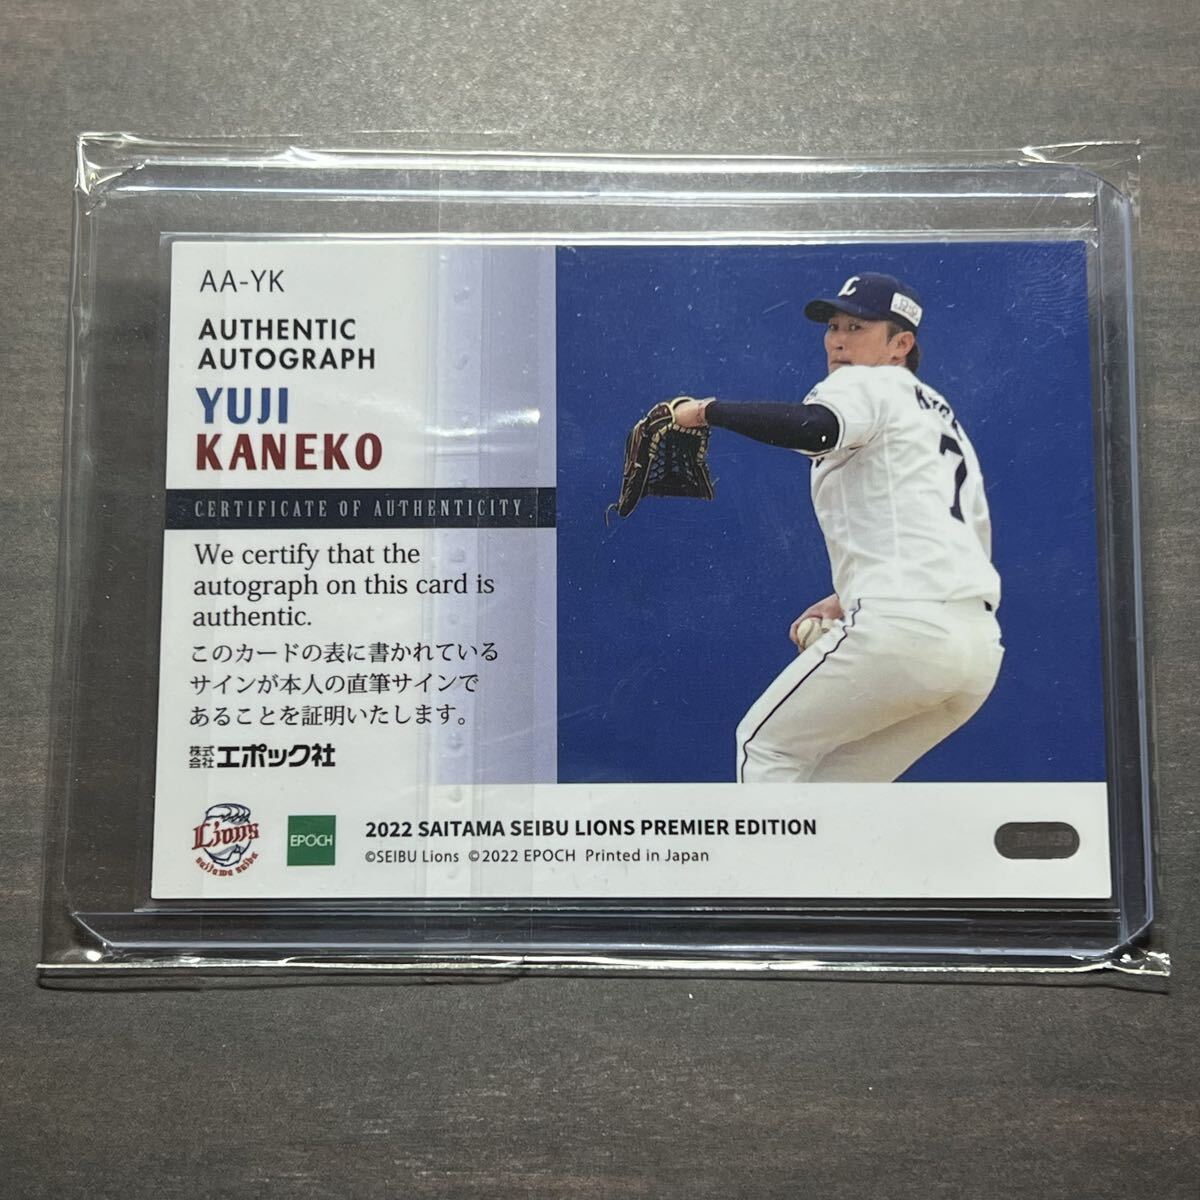 AA-YK
AUTHENTIC
AUTOGRAPH
YUJI
KANEKO
CERTIFICATE OF AUTHENTICITY
We certify that the
autograph on this card is
authentic.
このカードの表に書かれている
サインが本人の直筆サインで
あることを証明いたします。
株式会社エポック社
Lions
saitama seibu
EPOCH
2022 SAITAMA SEIBU LIONS PREMIER EDITION
©SEIBU Lions ©2022 EPOCH Printed in Japan
L
7